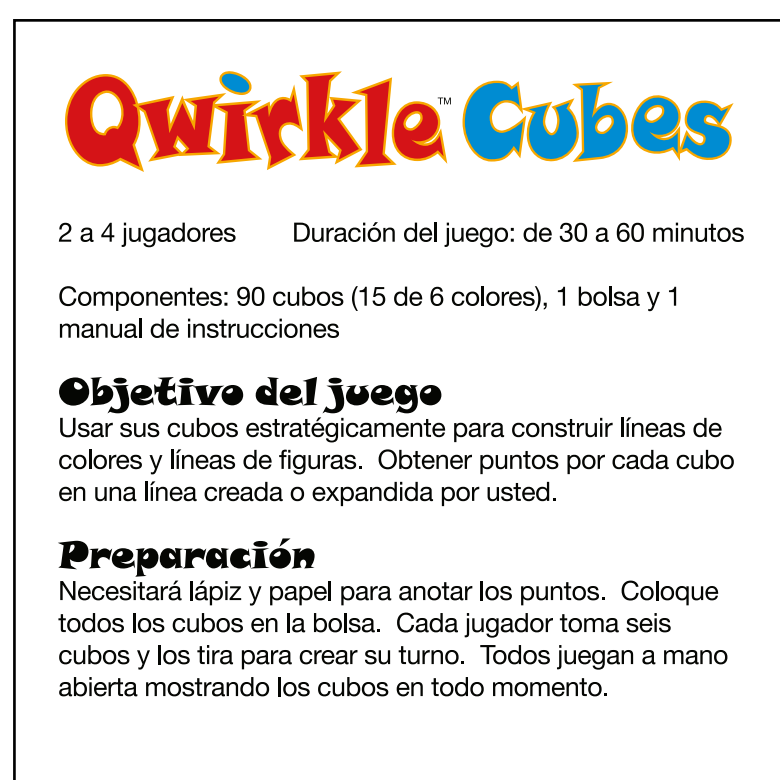 Qwirkle™ Cubes
2 a 4 jugadores Duración del juego: de 30 a 60 minutos
Componentes: 90 cubos (15 de 6 colores), 1 bolsa y 1
manual de instrucciones
Objetivo del juego
Usar sus cubos estratégicamente para construir líneas de
colores y líneas de figuras. Obtener puntos por cada cubo
en una línea creada o expandida por usted.
Preparación
Necesitará lápiz y papel para anotar los puntos. Coloque
todos los cubos en la bolsa. Cada jugador toma seis
cubos y los tira para crear su turno. Todos juegan a mano
abierta mostrando los cubos en todo momento.